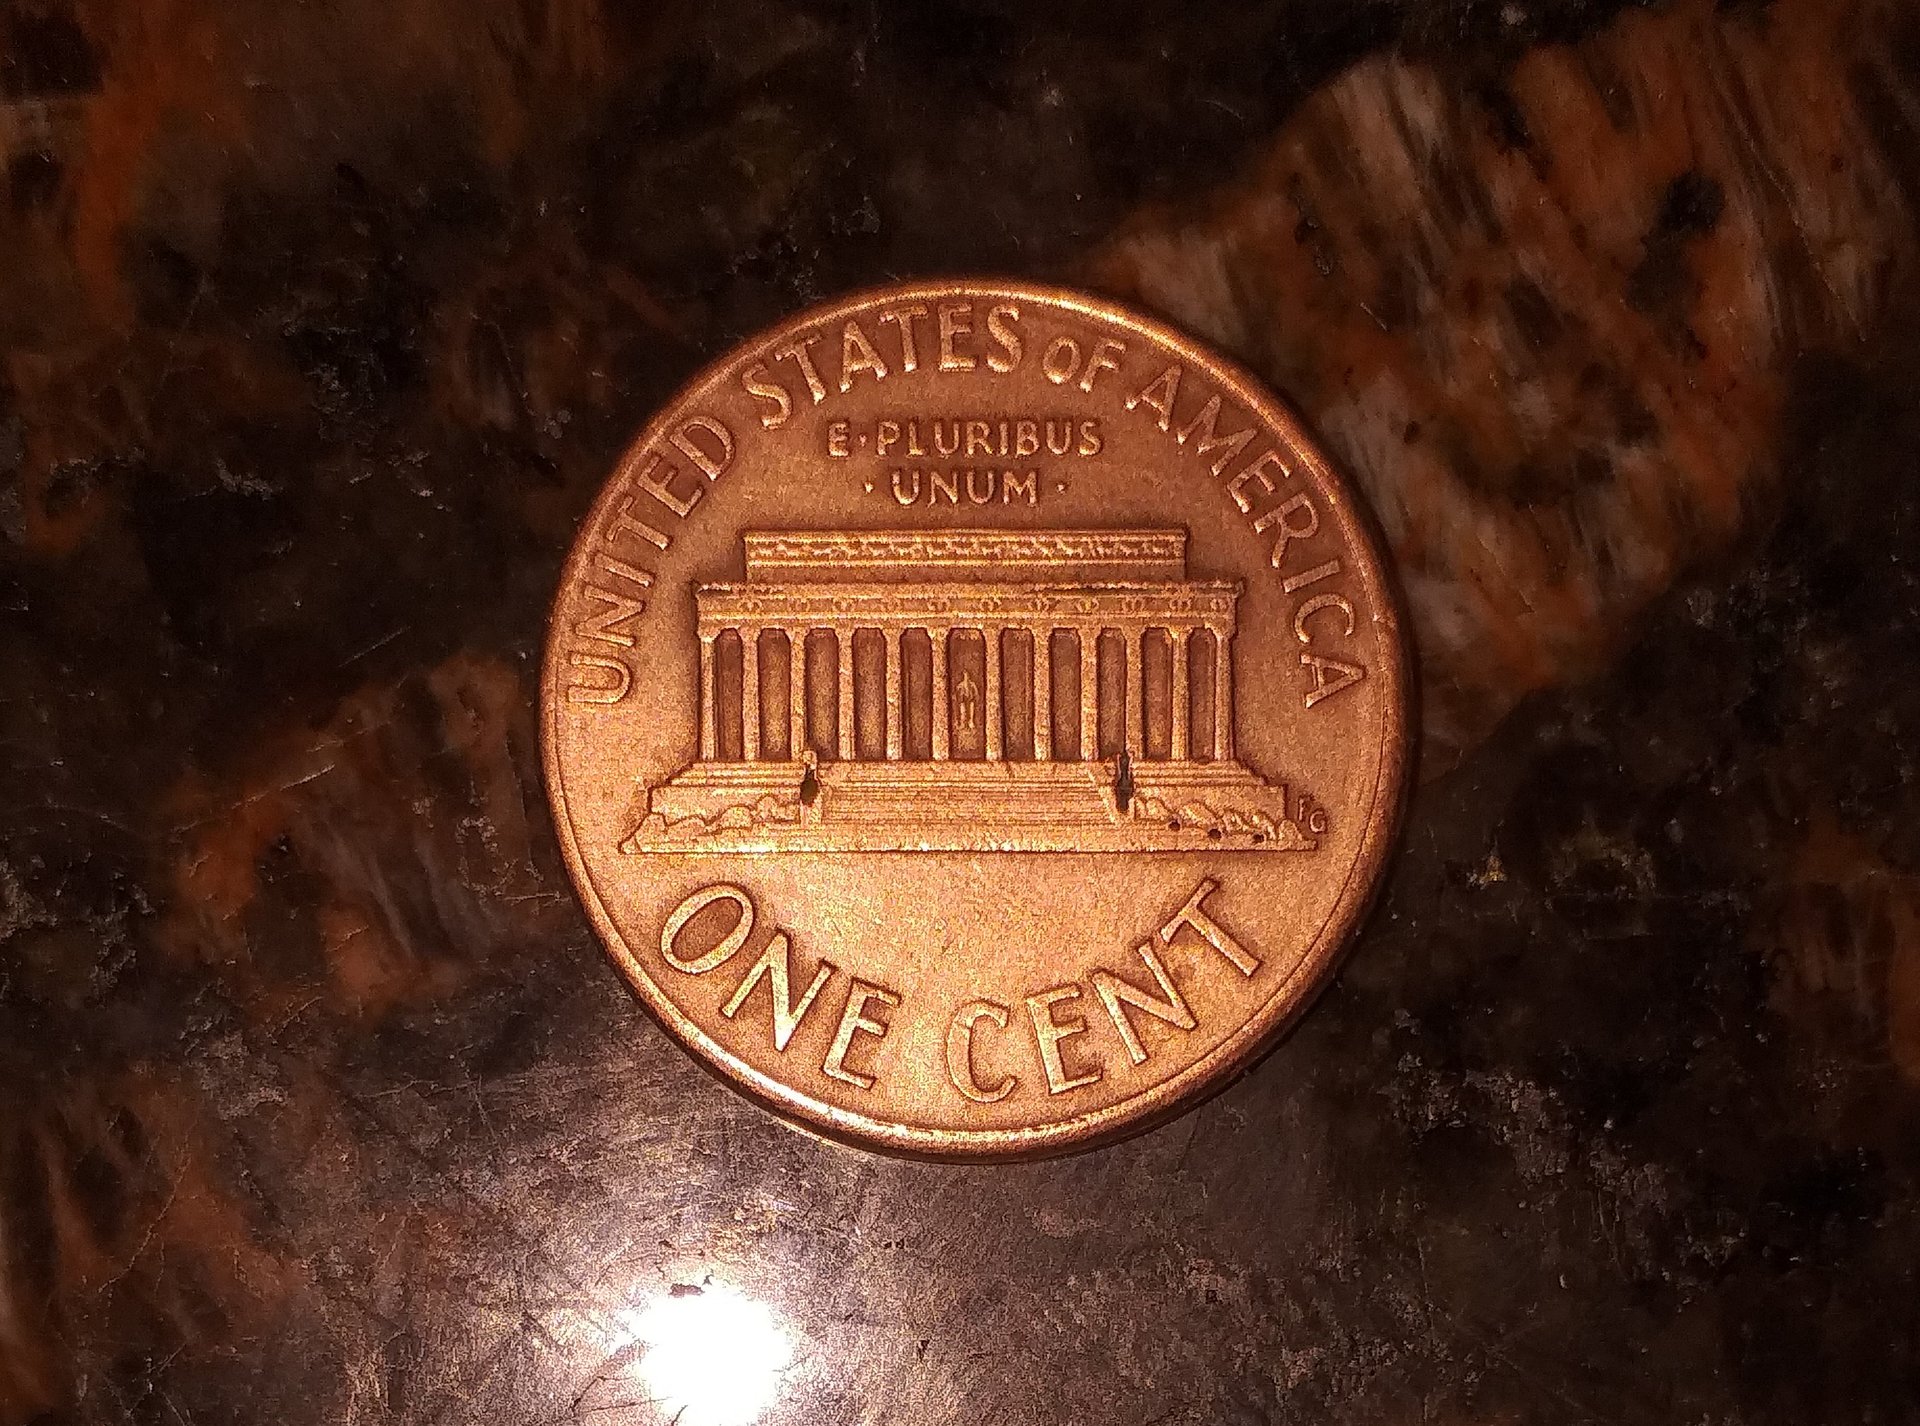 UNITED STATES OF AMERICA
E·PLURIBUS
·UNUM·
FG
ONE CENT